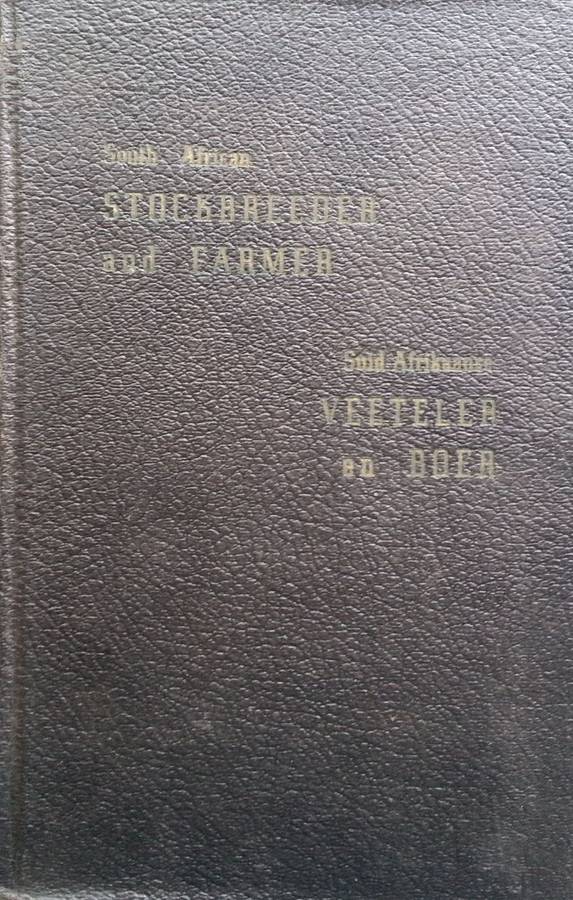 South African
STOCKBREEDER
and FARMER
Suid Afrikaanse
VEETELER
en BOER